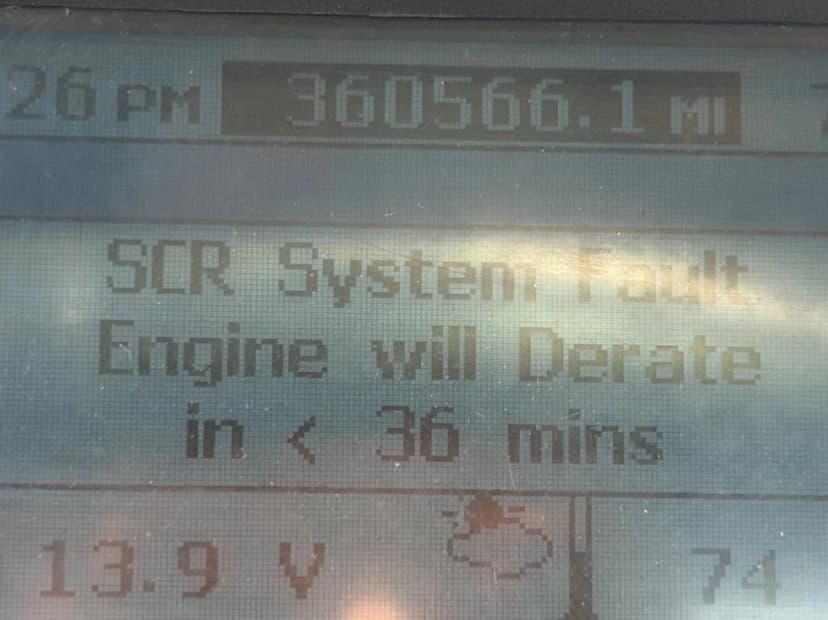 26 PM 360566.1 MI
SCR System Fault
Engine will Derate
in < 36 mins
13.9 V 74